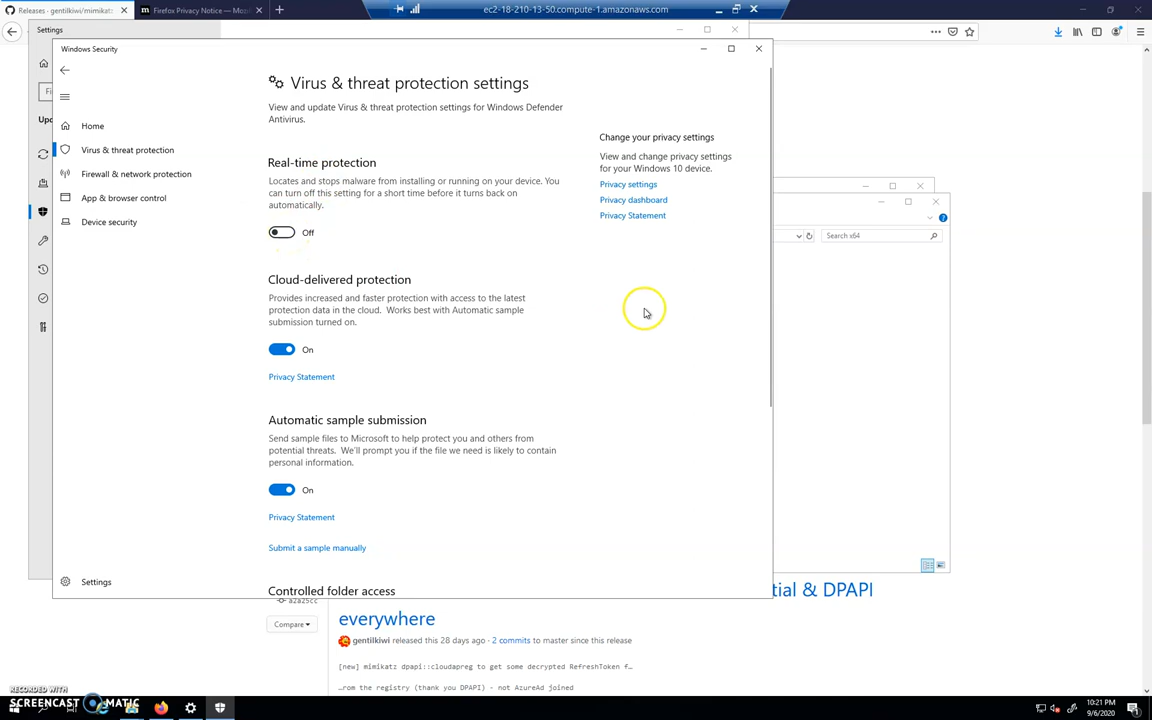 Releases · gentilkiwi/mimikatz
Firefox Privacy Notice — Mozi
ec2-18-210-13-50.compute-1.amazonaws.com
Settings
Windows Security
Virus & threat protection settings
View and update Virus & threat protection settings for Windows Defender
Antivirus.
Home
Virus & threat protection
Firewall & network protection
App & browser control
Device security
Settings
Real-time protection
Locates and stops malware from installing or running on your device. You
can turn off this setting for a short time before it turns back on
automatically.
Off
Cloud-delivered protection
Provides increased and faster protection with access to the latest
protection data in the cloud. Works best with Automatic sample
submission turned on.
On
Privacy Statement
Automatic sample submission
Send sample files to Microsoft to help protect you and others from
potential threats. We'll prompt you if the file we need is likely to contain
personal information.
On
Privacy Statement
Submit a sample manually
Controlled folder access
Change your privacy settings
View and change privacy settings
for your Windows 10 device.
Privacy settings
Privacy dashboard
Privacy Statement
Search x64
tial & DPAPI
a2a25cc
Compare
everywhere
gentilkiwi released this 28 days ago · 2 commits to master since this release
[new] mimikatz dpapi::cloudapreg to get some decrypted RefreshToken f…
…rom the registry (thank you DPAPI) - not AzureAd joined
RECORDED WITH
SCREENCAST MATIC
10:21 PM
9/6/2020